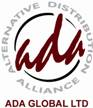 ALTERNATIVE DISTRIBUTION
ada
ALLIANCE
ADA GLOBAL LTD